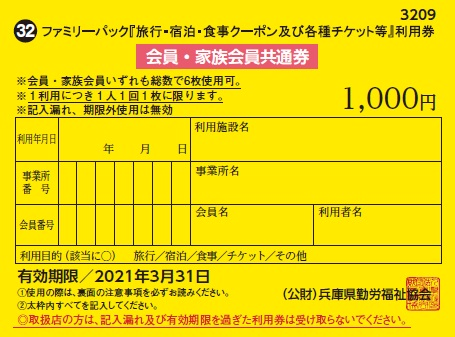 3209
㉜ ファミリーパック『旅行・宿泊・食事クーポン及び各種チケット等』利用券
会員・家族会員共通券
※会員・家族会員いずれも総数で6枚使用可。
※1利用につき1人1回1枚に限ります。
※記入漏れ、期限外使用は無効
1,000円
利用年月日 年 月 日 利用施設名
事業所番号 事業所名
会員番号 会員名 利用者名
利用目的(該当に○) 旅行/宿泊/食事/チケット/その他
有効期限/2021年3月31日
①使用の際は、裏面の注意事項を必ずお読みください。
②太枠内すべてを記入してください。
(公財)兵庫県勤労福祉協会
◎取扱店の方は、記入漏れ及び有効期限を過ぎた利用券は受け取らないでください。